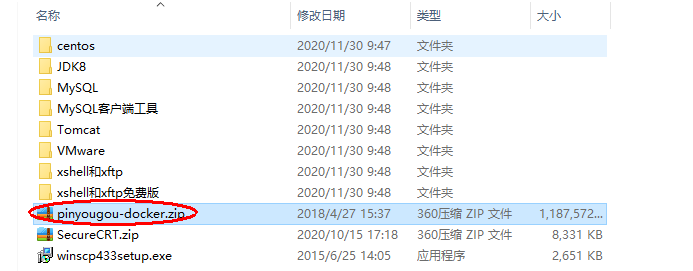 名称 修改日期 类型 大小
centos 2020/11/30 9:47 文件夹
JDK8 2020/11/30 9:48 文件夹
MySQL 2020/11/30 9:48 文件夹
MySQL客户端工具 2020/11/30 9:48 文件夹
Tomcat 2020/11/30 9:48 文件夹
VMware 2020/11/30 9:48 文件夹
xshell和xftp 2020/11/30 9:48 文件夹
xshell和xftp免费版 2020/11/30 9:48 文件夹
pinyougou-docker.zip 2018/4/27 15:37 360压缩 ZIP 文件 1,187,572...
SecureCRT.zip 2020/10/15 17:18 360压缩 ZIP 文件 8,331 KB
winscp433setup.exe 2015/6/25 14:05 应用程序 2,651 KB